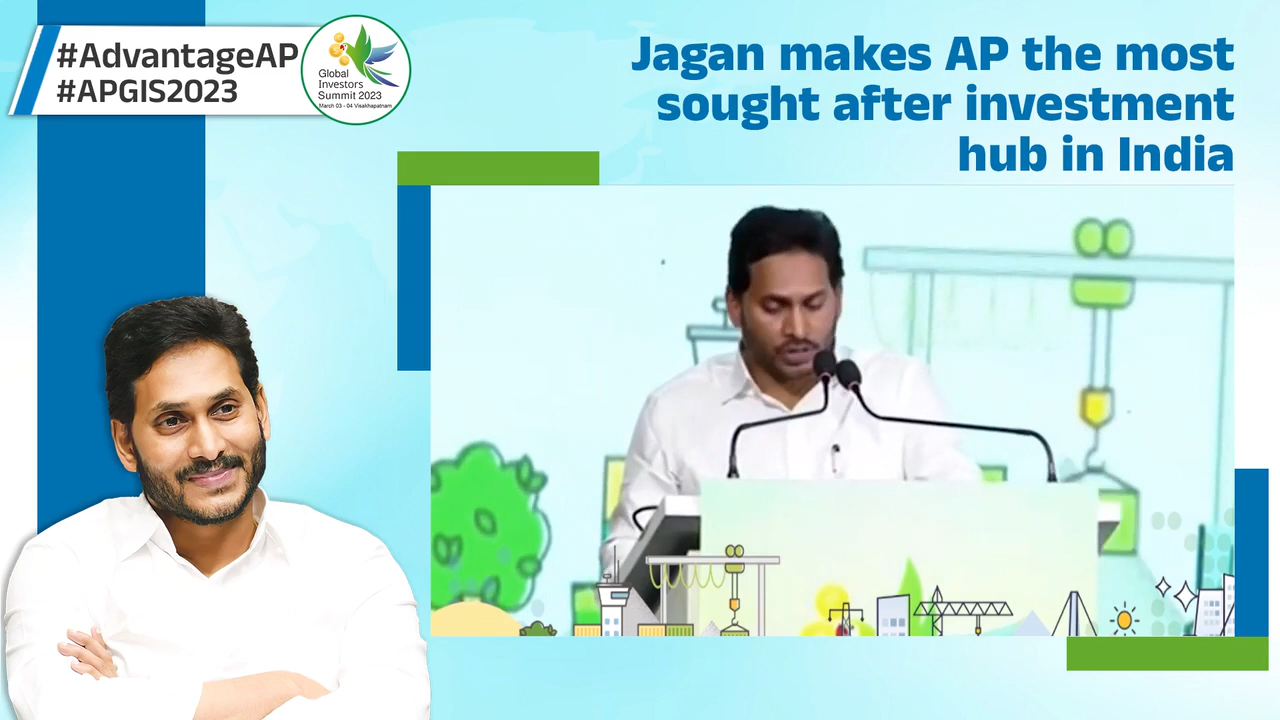 #AdvantageAP
#APGIS2023
Global
Investors
Summit 2023
March 03 - 04 Visakhapatnam
Jagan makes AP the most
sought after investment
hub in India